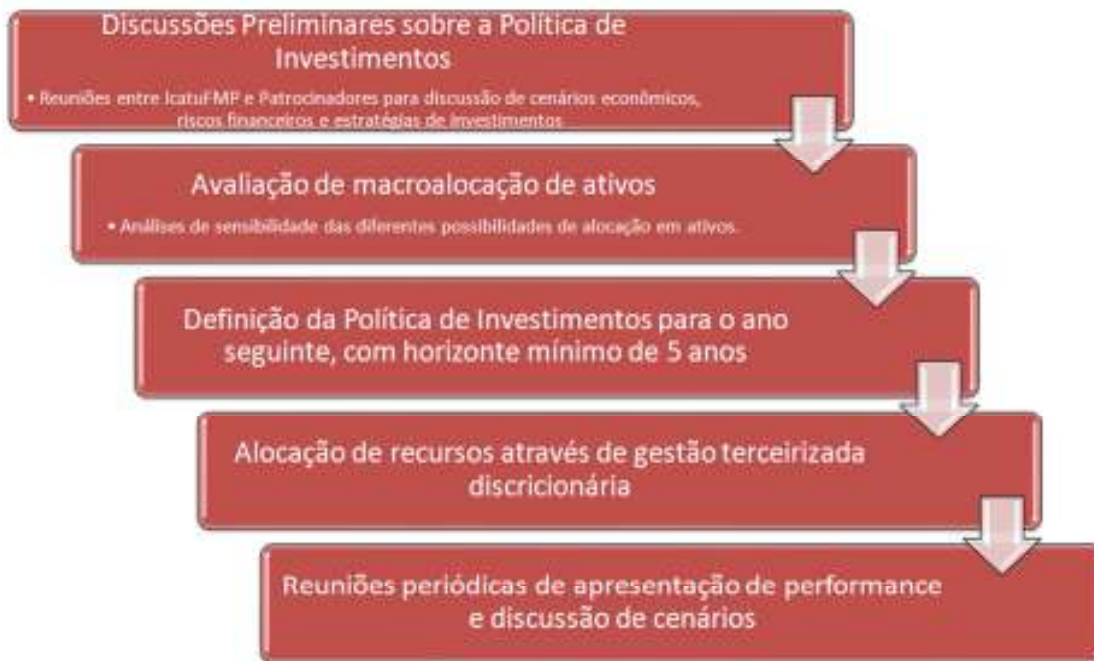 Discussões Preliminares sobre a Política de
Investimentos
• Reuniões entre IcatuFMP e Patrocinadores para discussão de cenários econômicos,
riscos financeiros e estratégias de investimentos
Avaliação de macroalocação de ativos
• Análises de sensibilidade das diferentes possibilidades de alocação em ativos.
Definição da Política de Investimentos para o ano
seguinte, com horizonte mínimo de 5 anos
Alocação de recursos através de gestão terceirizada
discricionária
Reuniões periódicas de apresentação de performance
e discussão de cenários